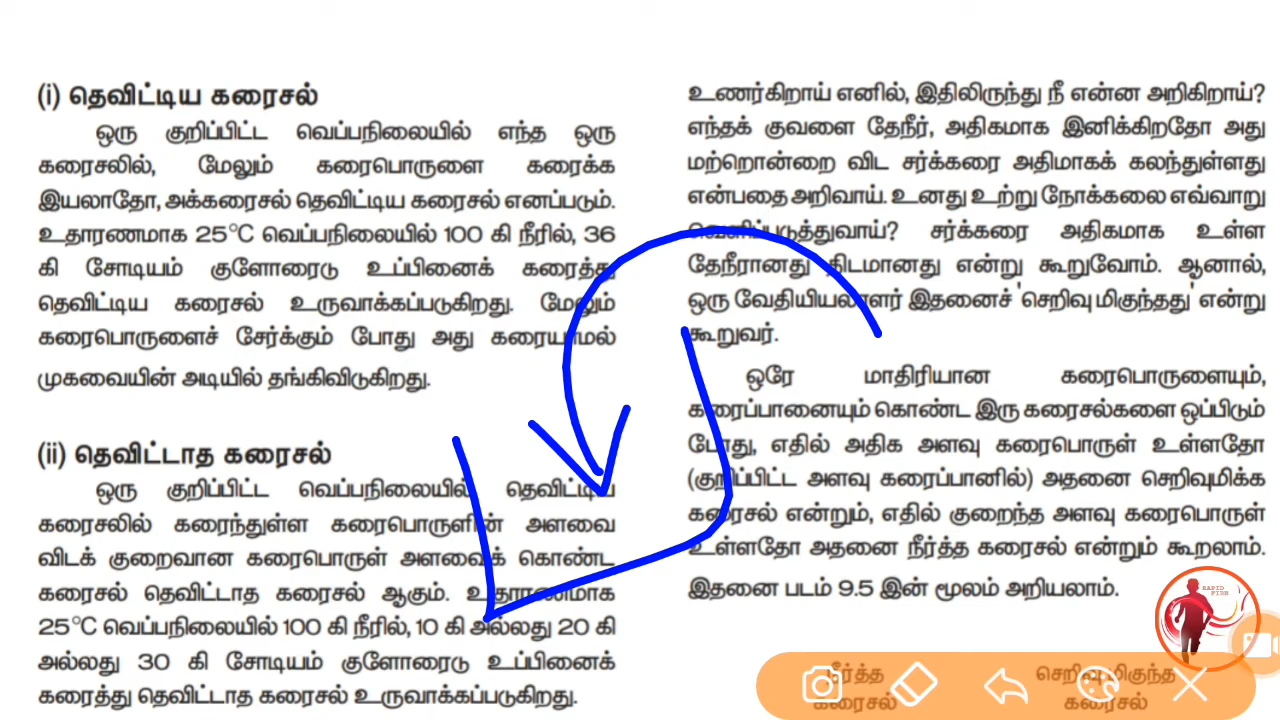 (i) தெவிட்டிய கரைசல்
ஒரு குறிப்பிட்ட வெப்பநிலையில் எந்த ஒரு
கரைசலில், மேலும் கரைபொருளை கரைக்க
இயலாதோ, அக்கரைசல் தெவிட்டிய கரைசல் எனப்படும்.
உதாரணமாக 25°C வெப்பநிலையில் 100 கி நீரில், 36
கி சோடியம் குளோரைடு உப்பினைக் கரைத்து
தெவிட்டிய கரைசல் உருவாக்கப்படுகிறது. மேலும்
கரைபொருளைச் சேர்க்கும் போது அது கரையாமல்
முகவையின் அடியில் தங்கிவிடுகிறது.
(ii) தெவிட்டாத கரைசல்
ஒரு குறிப்பிட்ட வெப்பநிலையில் தெவிட்டிய
கரைசலில் கரைந்துள்ள கரைபொருளின் அளவை
விடக் குறைவான கரைபொருள் அளவைக் கொண்ட
கரைசல் தெவிட்டாத கரைசல் ஆகும். உதாரணமாக
25°C வெப்பநிலையில் 100 கி நீரில், 10 கி அல்லது 20 கி
அல்லது 30 கி சோடியம் குளோரைடு உப்பினைக்
கரைத்து தெவிட்டாத கரைசல் உருவாக்கப்படுகிறது.
உணர்கிறாய் எனில், இதிலிருந்து நீ என்ன அறிகிறாய்?
எந்தக் குவளை தேநீர், அதிகமாக இனிக்கிறதோ அது
மற்றொன்றை விட சர்க்கரை அதிமாகக் கலந்துள்ளது
என்பதை அறிவாய். உனது உற்று நோக்கலை எவ்வாறு
வெளிப்படுத்துவாய்? சர்க்கரை அதிகமாக உள்ள
தேநீரானது திடமானது என்று கூறுவோம். ஆனால்,
ஒரு வேதியியலாளர் இதனைச் 'செறிவு மிகுந்தது' என்று
கூறுவர்.
ஒரே மாதிரியான கரைபொருளையும்,
கரைப்பானையும் கொண்ட இரு கரைசல்களை ஒப்பிடும்
போது, எதில் அதிக அளவு கரைபொருள் உள்ளதோ
(குறிப்பிட்ட அளவு கரைப்பானில்) அதனை செறிவுமிக்க
கரைசல் என்றும், எதில் குறைந்த அளவு கரைபொருள்
உள்ளதோ அதனை நீர்த்த கரைசல் என்றும் கூறலாம்.
இதனை படம் 9.5 இன் மூலம் அறியலாம்.
RAPID
நீர்த்த
கரைசல்
செறிவு மிகுந்த
கரைசல்